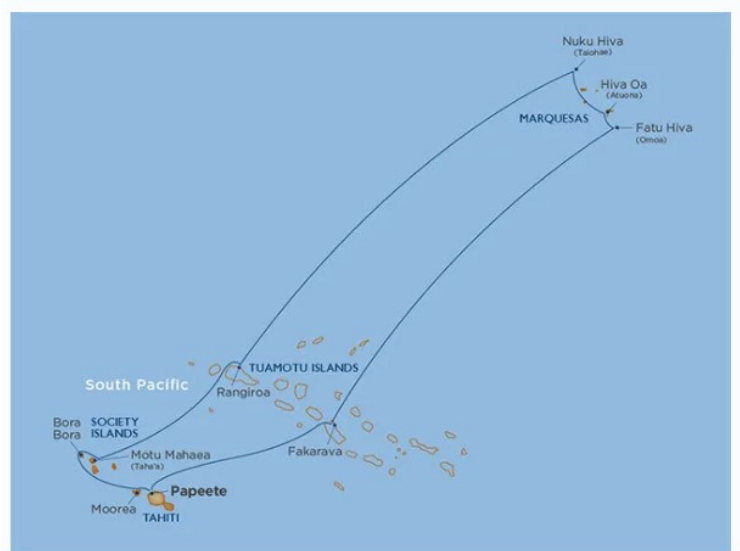 Nuku Hiva
(Taiohae)
Hiva Oa
(Atuona)
MARQUESAS
Fatu Hiva
(Omoa)
TUAMOTU ISLANDS
South Pacific
Rangiroa
Bora
Bora
SOCIETY
ISLANDS
Motu Mahaea
(Taha'a)
Fakarava
Papeete
Moorea
TAHITI